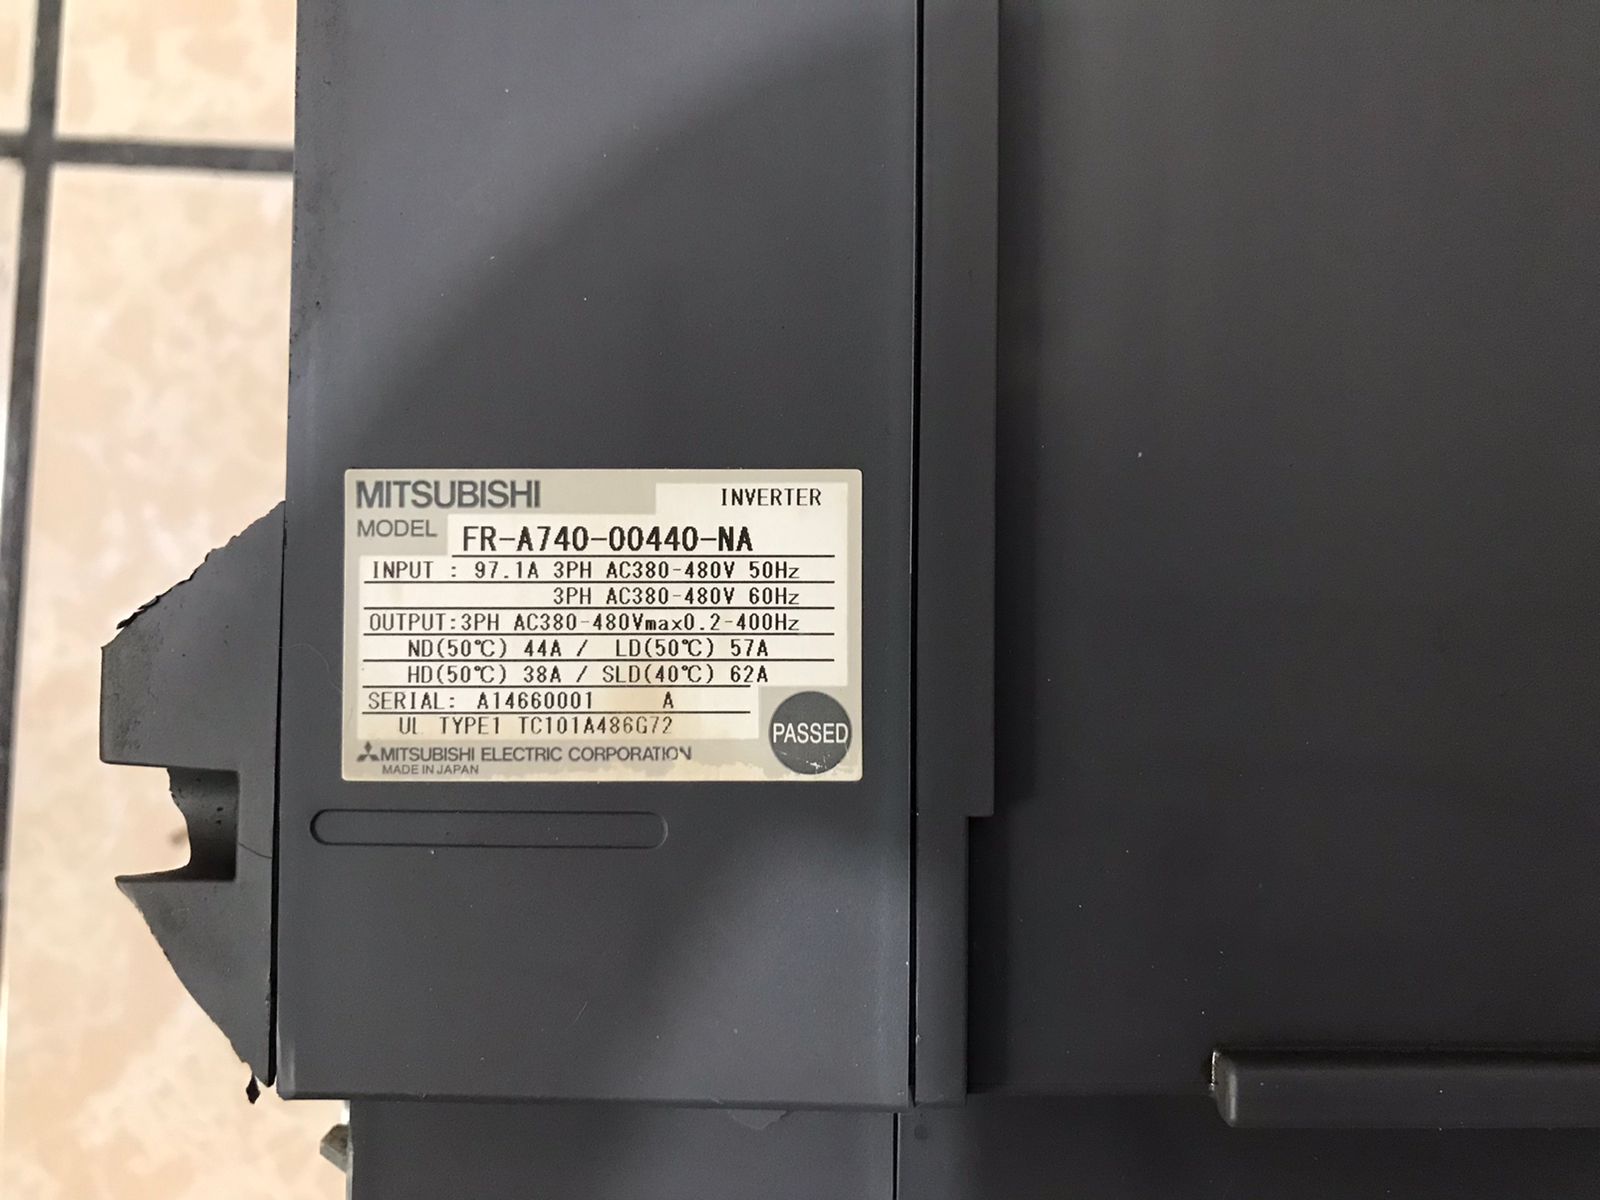 MITSUBISHI INVERTER
MODEL FR-A740-00440-NA
INPUT : 97.1A 3PH AC380-480V 50Hz
3PH AC380-480V 60Hz
OUTPUT:3PH AC380-480Vmax0.2-400Hz
ND(50℃) 44A / LD(50℃) 57A
HD(50℃) 38A / SLD(40℃) 62A
SERIAL: A14660001 A
UL TYPE1 TC101A486G72
PASSED
MITSUBISHI ELECTRIC CORPORATION
MADE IN JAPAN